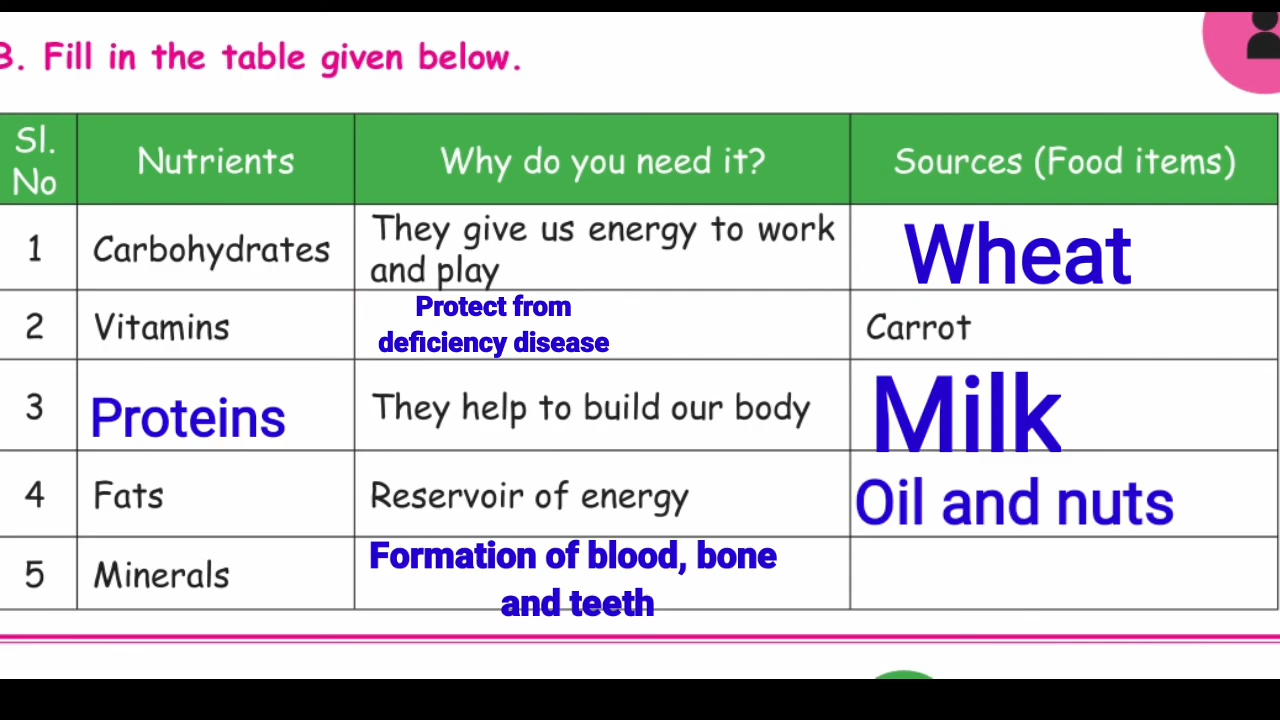 B. Fill in the table given below.
Sl. No Nutrients Why do you need it? Sources (Food items)
1 Carbohydrates They give us energy to work and play Wheat
2 Vitamins Protect from deficiency disease Carrot
3 Proteins They help to build our body Milk
4 Fats Reservoir of energy Oil and nuts
5 Minerals Formation of blood, bone and teeth